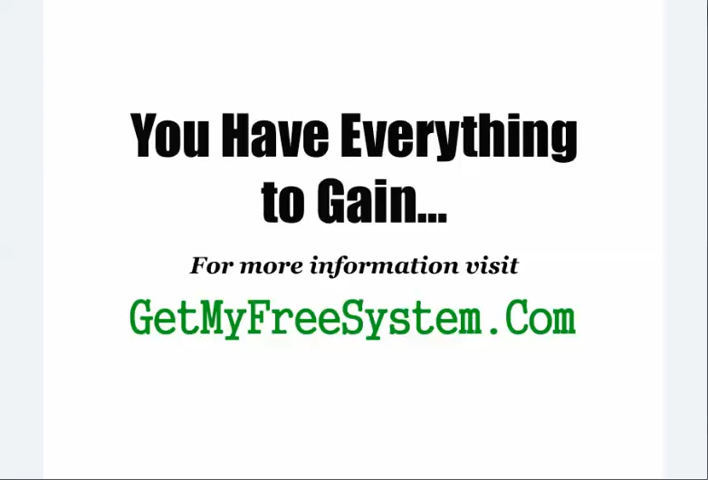 You Have Everything
to Gain...
For more information visit
GetMyFreeSystem.Com